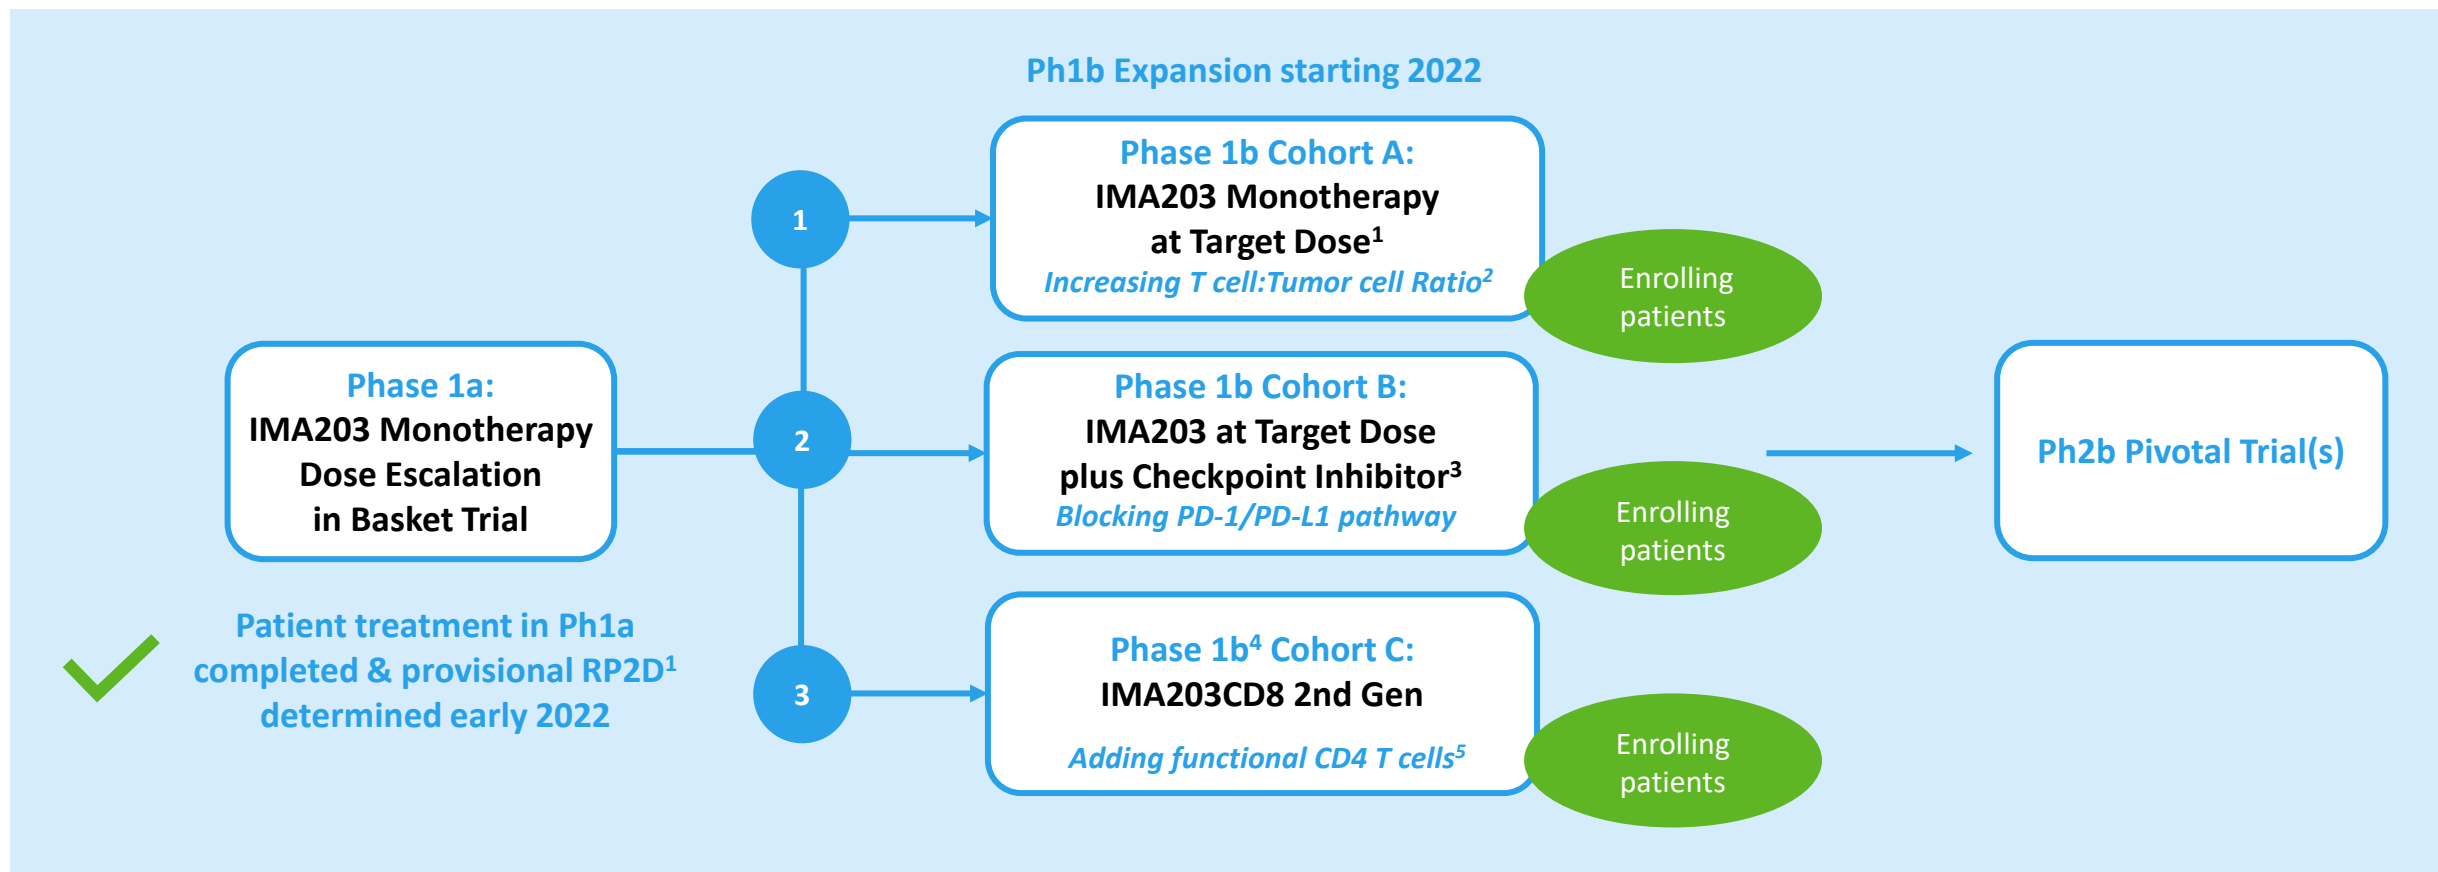 Ph1b Expansion starting 2022
Phase 1a:
IMA203 Monotherapy
Dose Escalation
in Basket Trial
Patient treatment in Ph1a
completed & provisional RP2D¹
determined early 2022
1
Phase 1b Cohort A:
IMA203 Monotherapy
at Target Dose¹
Increasing T cell:Tumor cell Ratio²
Enrolling
patients
2
Phase 1b Cohort B:
IMA203 at Target Dose
plus Checkpoint Inhibitor³
Blocking PD-1/PD-L1 pathway
Enrolling
patients
3
Phase 1b⁴ Cohort C:
IMA203CD8 2nd Gen
Adding functional CD4 T cells⁵
Enrolling
patients
Ph2b Pivotal Trial(s)